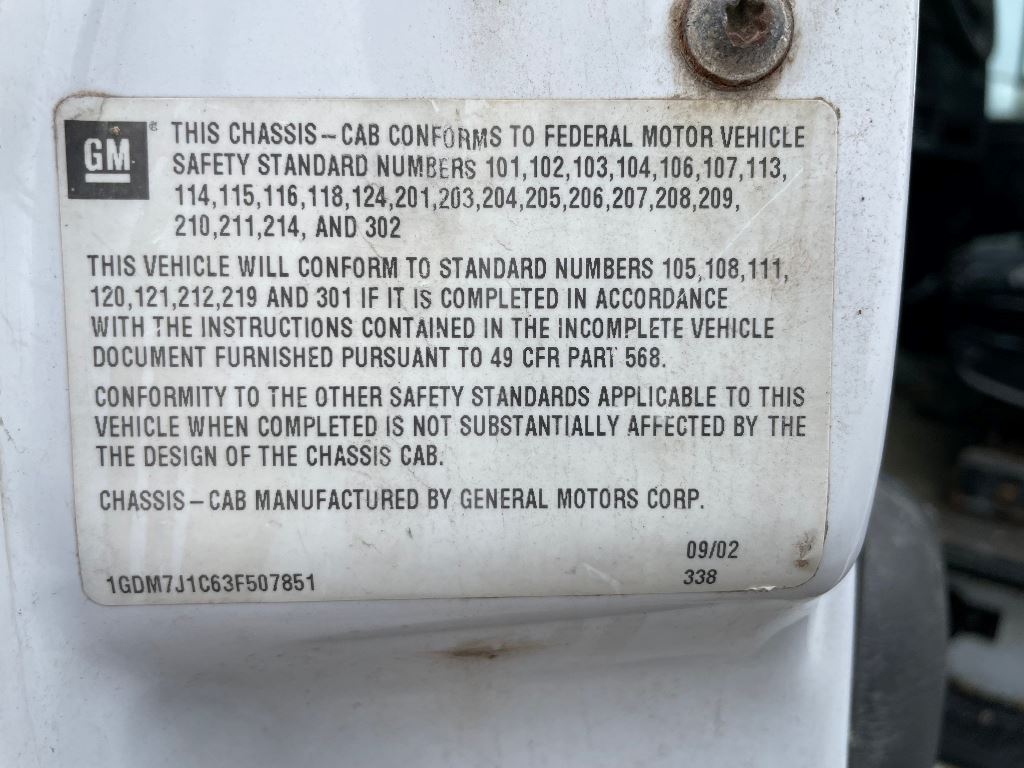 GM ® THIS CHASSIS-CAB CONFORMS TO FEDERAL MOTOR VEHICLE
SAFETY STANDARD NUMBERS 101,102,103,104,106,107,113,
114,115,116,118,124,201,203,204,205,206,207,208,209,
210,211,214, AND 302
THIS VEHICLE WILL CONFORM TO STANDARD NUMBERS 105,108,111,
120,121,212,219 AND 301 IF IT IS COMPLETED IN ACCORDANCE
WITH THE INSTRUCTIONS CONTAINED IN THE INCOMPLETE VEHICLE
DOCUMENT FURNISHED PURSUANT TO 49 CFR PART 568.
CONFORMITY TO THE OTHER SAFETY STANDARDS APPLICABLE TO THIS
VEHICLE WHEN COMPLETED IS NOT SUBSTANTIALLY AFFECTED BY THE
THE DESIGN OF THE CHASSIS CAB.
CHASSIS-CAB MANUFACTURED BY GENERAL MOTORS CORP.
09/02
1GDM7J1C63F507851 338